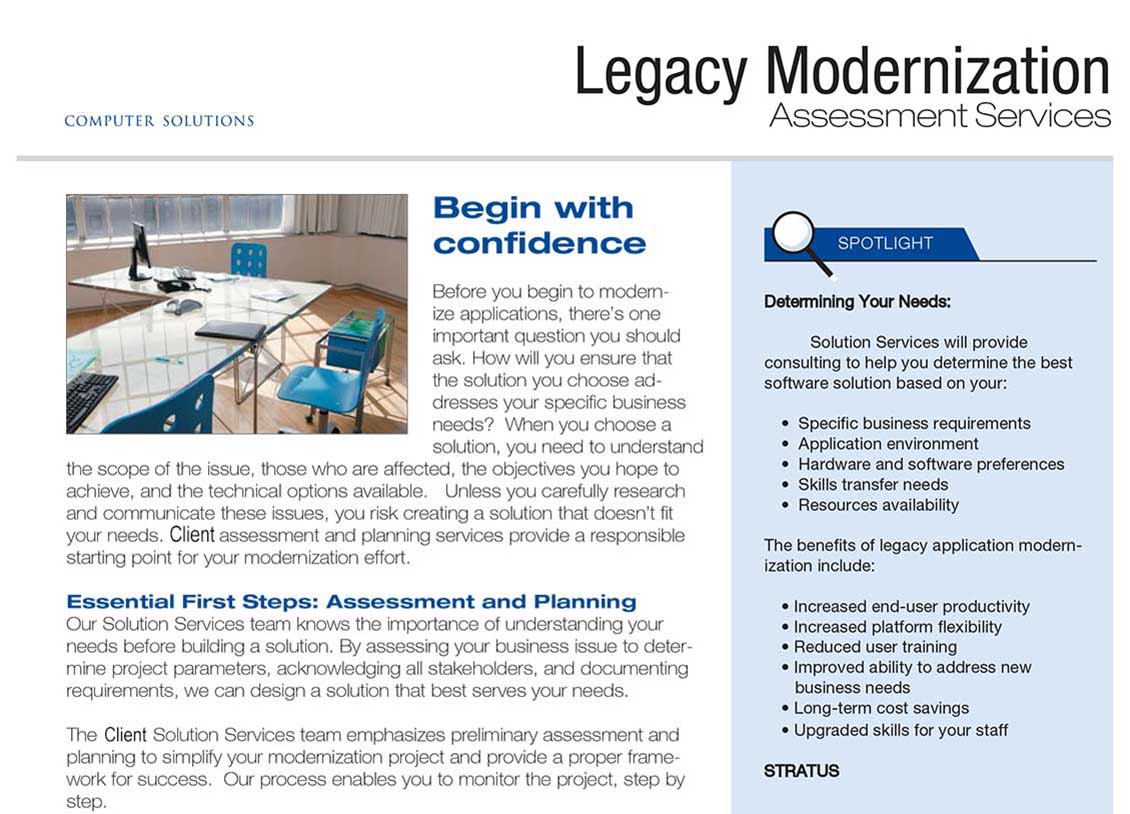 Legacy Modernization
Assessment Services
COMPUTER SOLUTIONS
Begin with
confidence
Before you begin to modern-
ize applications, there's one
important question you should
ask. How will you ensure that
the solution you choose ad-
dresses your specific business
needs?  When you choose a
solution, you need to understand
the scope of the issue, those who are affected, the objectives you hope to
achieve, and the technical options available.   Unless you carefully research
and communicate these issues, you risk creating a solution that doesn't fit
your needs. Client assessment and planning services provide a responsible
starting point for your modernization effort.
Essential First Steps: Assessment and Planning
Our Solution Services team knows the importance of understanding your
needs before building a solution. By assessing your business issue to deter-
mine project parameters, acknowledging all stakeholders, and documenting
requirements, we can design a solution that best serves your needs.
The Client Solution Services team emphasizes preliminary assessment and
planning to simplify your modernization project and provide a proper frame-
work for success.  Our process enables you to monitor the project, step by
step.
SPOTLIGHT
Determining Your Needs:
Solution Services will provide
consulting to help you determine the best
software solution based on your:
• Specific business requirements
• Application environment
• Hardware and software preferences
• Skills transfer needs
• Resources availability
The benefits of legacy application modern-
ization include:
• Increased end-user productivity
• Increased platform flexibility
• Reduced user training
• Improved ability to address new
business needs
• Long-term cost savings
• Upgraded skills for your staff
STRATUS